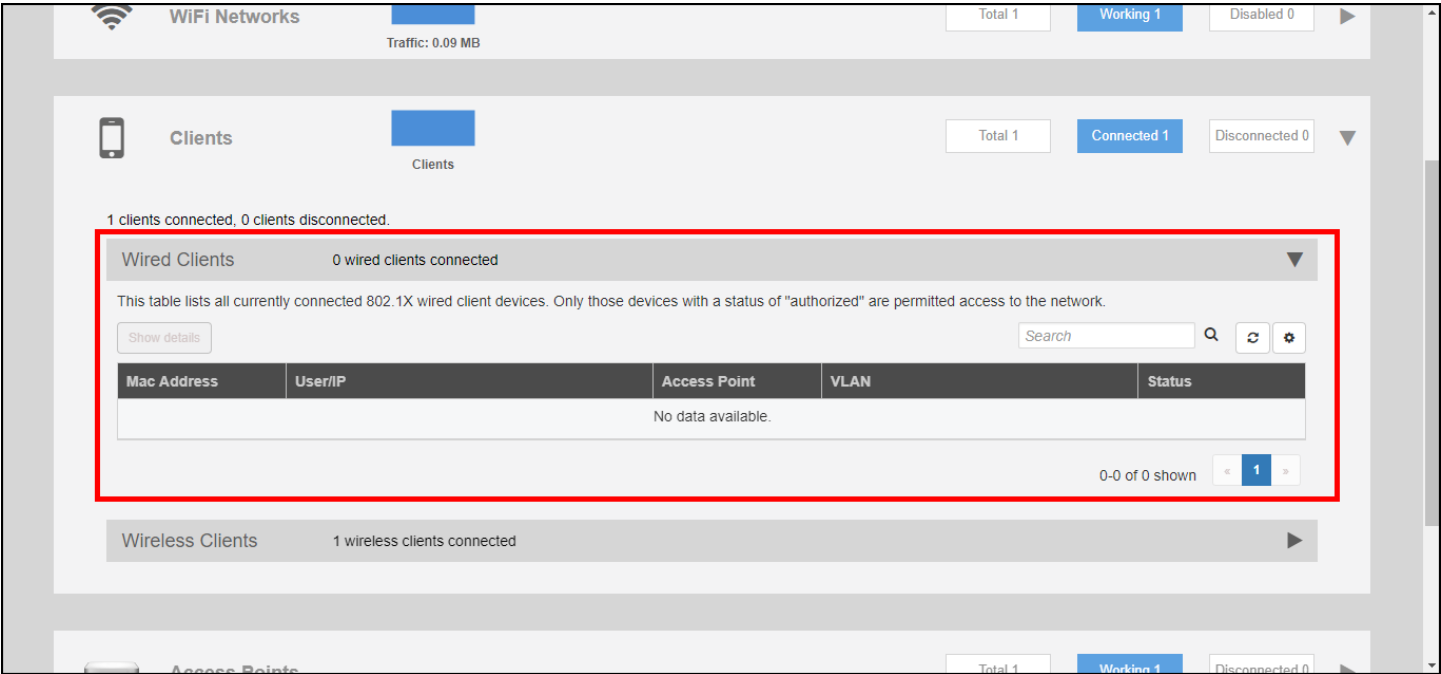 WiFi Networks
Total 1
Working 1
Disabled 0
Traffic: 0.09 MB
Clients
Total 1
Connected 1
Disconnected 0
Clients
1 clients connected, 0 clients disconnected.
Wired Clients 0 wired clients connected
This table lists all currently connected 802.1X wired client devices. Only those devices with a status of "authorized" are permitted access to the network.
Show details
Search
Mac Address User/IP Access Point VLAN Status
No data available.
0-0 of 0 shown « 1 »
Wireless Clients 1 wireless clients connected
Access Points
Total 1
Working 1
Disconnected 0